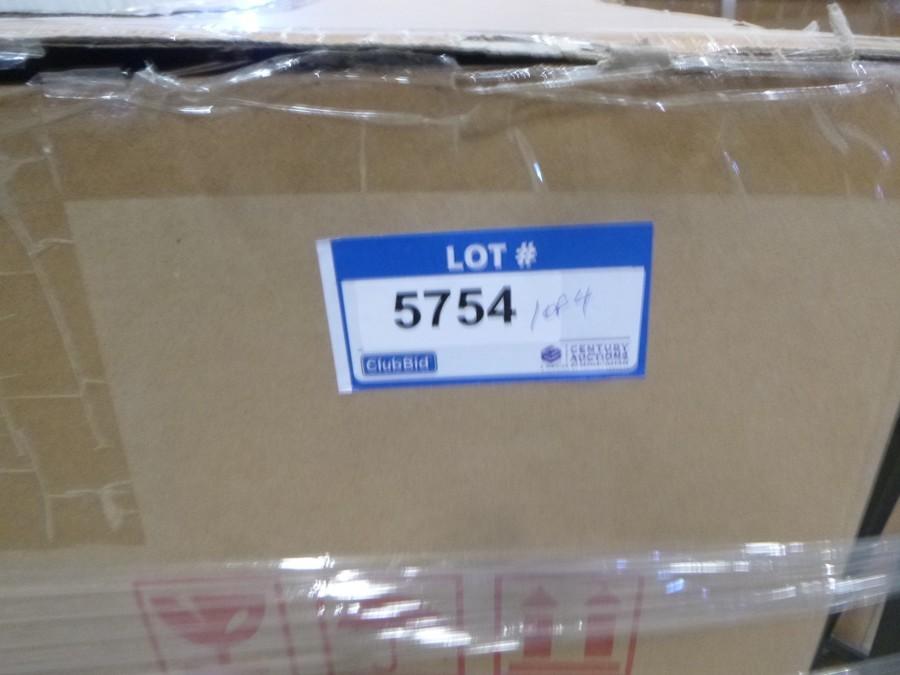 LOT #
5754 1 of 4
ClubBid
CENTURY
AUCTIONS